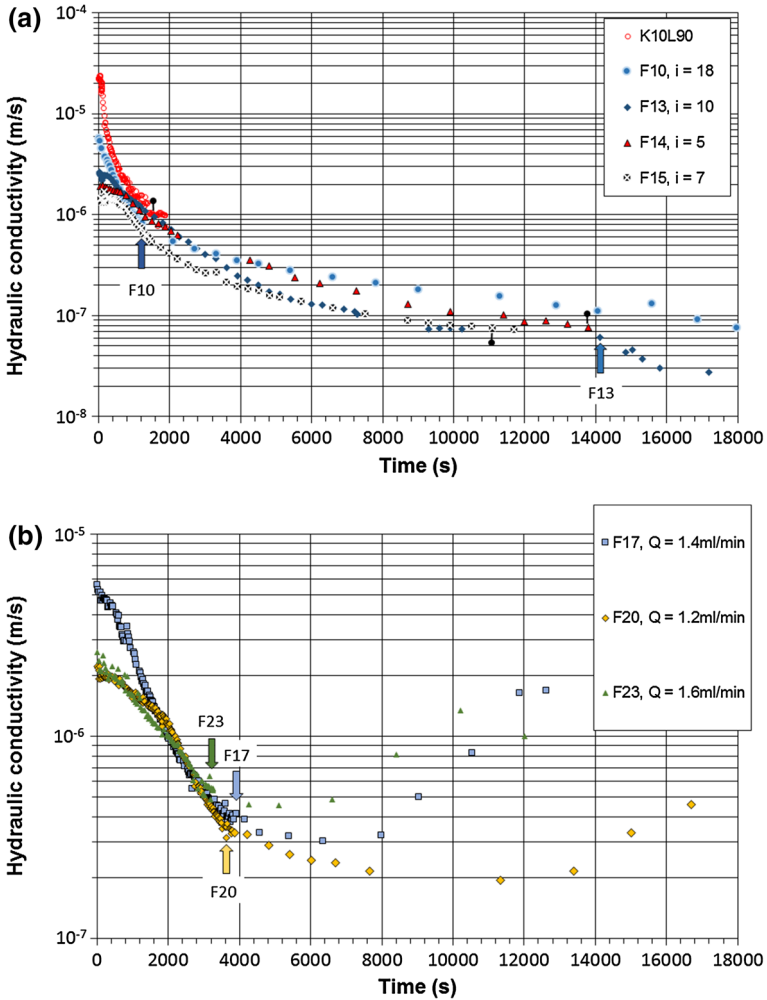 (a)
10-4
10-5
10-6
10-7
10-8
Hydraulic conductivity (m/s)
K10L90
F10, i = 18
F13, i = 10
F14, i = 5
F15, i = 7
F10
F13
0 2000 4000 6000 8000 10000 12000 14000 16000 18000
Time (s)
(b)
10-5
10-6
10-7
Hydraulic conductivity (m/s)
F17, Q = 1.4ml/min
F20, Q = 1.2ml/min
F23, Q = 1.6ml/min
F23
F17
F20
0 2000 4000 6000 8000 10000 12000 14000 16000 18000
Time (s)